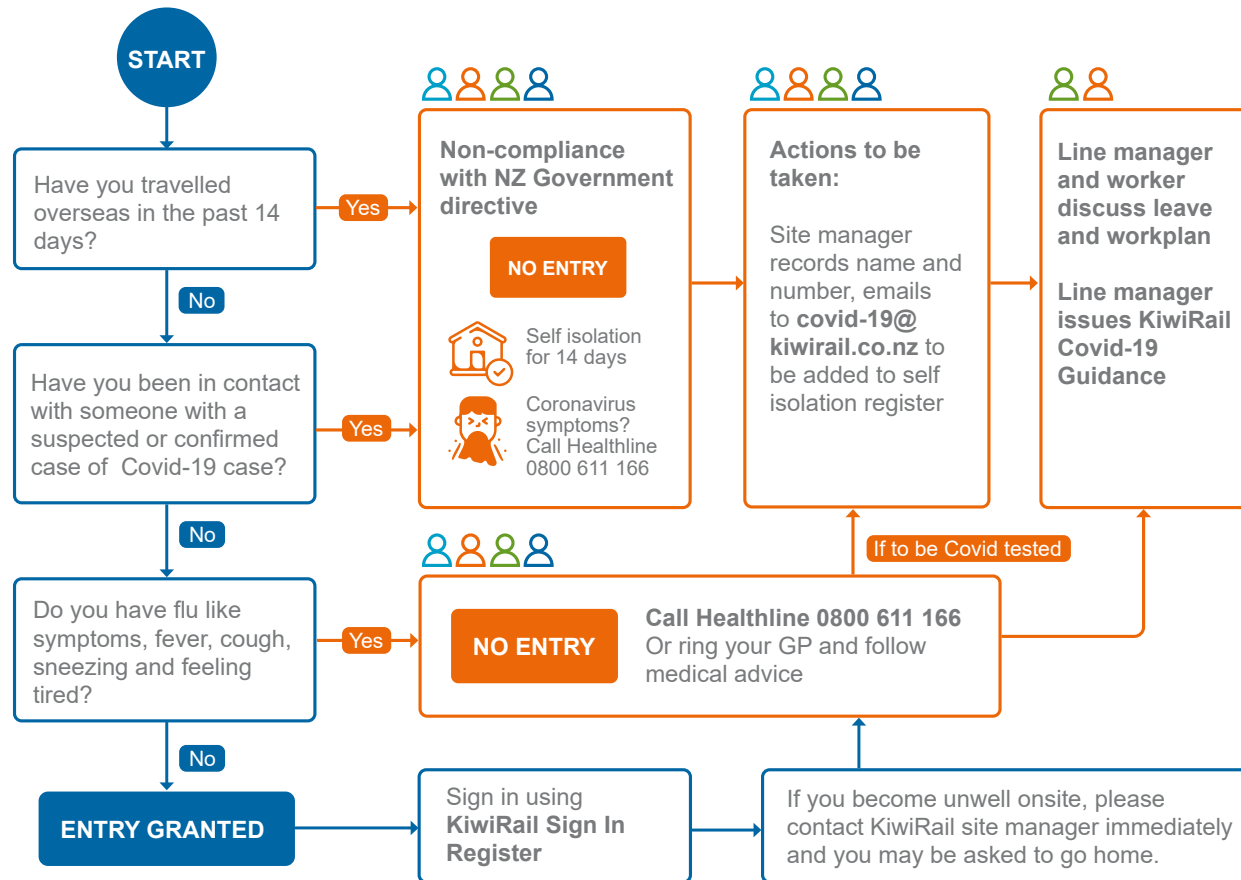 START
Have you travelled
overseas in the past 14
days?
Yes
No
Have you been in contact
with someone with a
suspected or confirmed
case of Covid-19 case?
Yes
No
Do you have flu like
symptoms, fever, cough,
sneezing and feeling
tired?
Yes
No
ENTRY GRANTED
Non-compliance
with NZ Government
directive
NO ENTRY
Self isolation
for 14 days
Coronavirus
symptoms?
Call Healthline
0800 611 166
Actions to be
taken:
Site manager
records name and
number, emails
to covid-19@
kiwirail.co.nz to
be added to self
isolation register
Line manager
and worker
discuss leave
and workplan
Line manager
issues KiwiRail
Covid-19
Guidance
If to be Covid tested
NO ENTRY
Call Healthline 0800 611 166
Or ring your GP and follow
medical advice
Sign in using
KiwiRail Sign In
Register
If you become unwell onsite, please
contact KiwiRail site manager immediately
and you may be asked to go home.